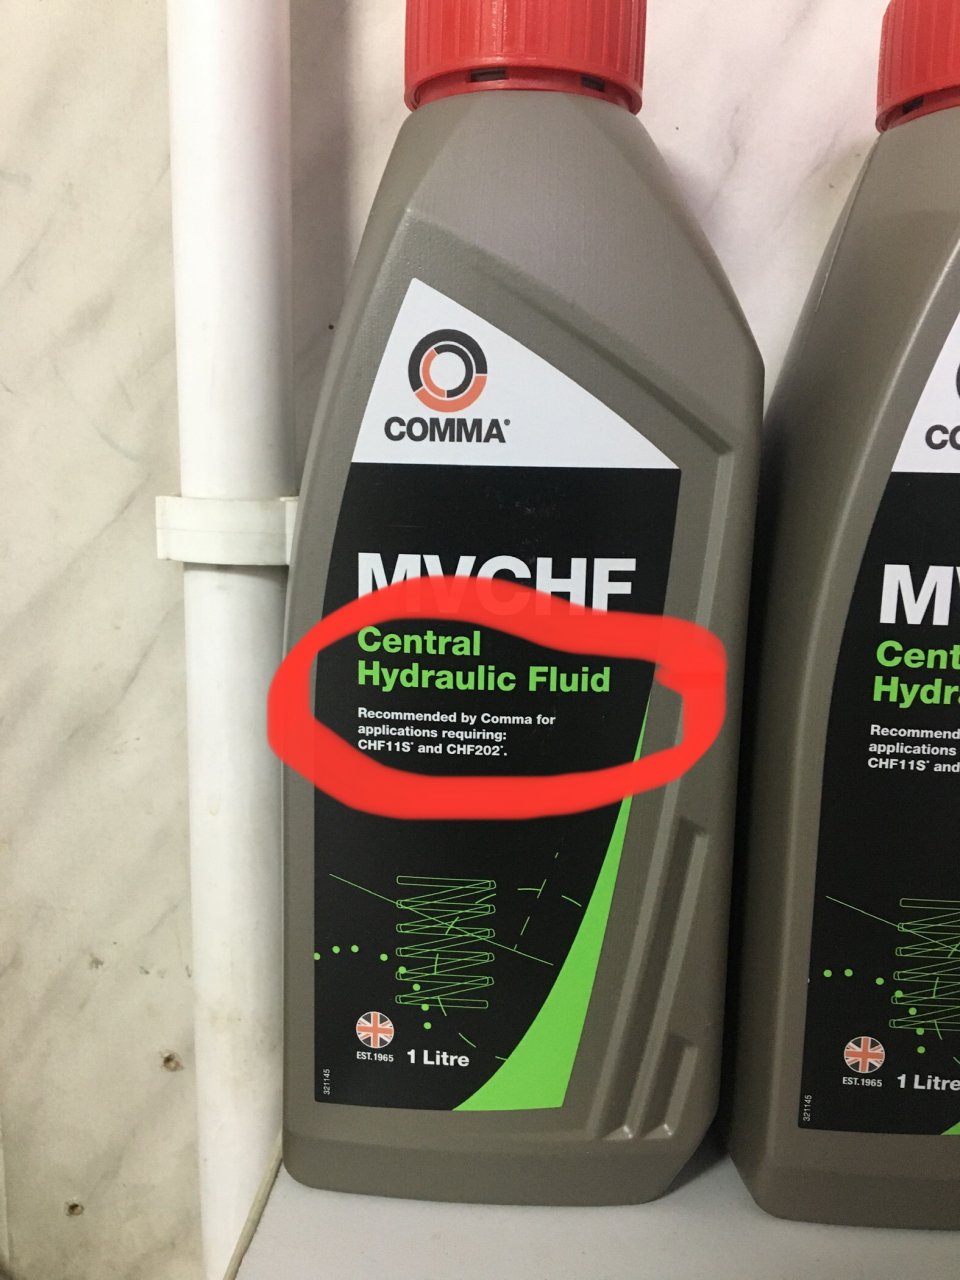 COMMA®
MVCHF
Central
Hydraulic Fluid
Recommended by Comma for
applications requiring:
CHF11S* and CHF202*.
EST.1965
1 Litre
321145
CO
MV
Cent
Hydra
Recommend
applications
CHF11S* and
EST.1965
1 Litre
321145